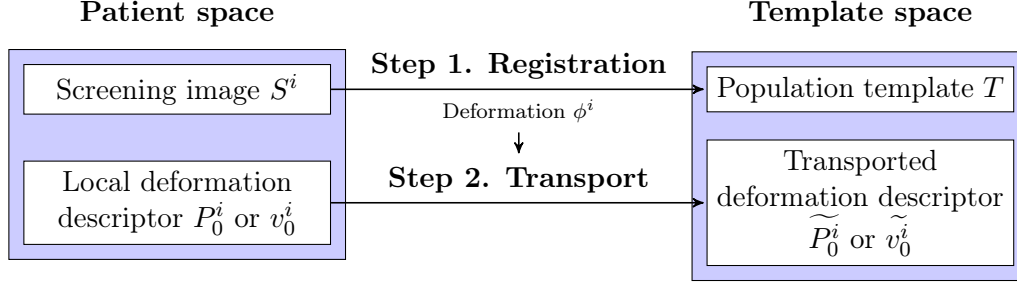 Patient space
Template space
Screening image $S^i$
Step 1. Registration
Population template $T$
Deformation $\phi^i$
Step 2. Transport
Local deformation
descriptor $P_0^i$ or $v_0^i$
Transported
deformation descriptor
$\widetilde{P_0^i}$ or $\widetilde{v_0^i}$